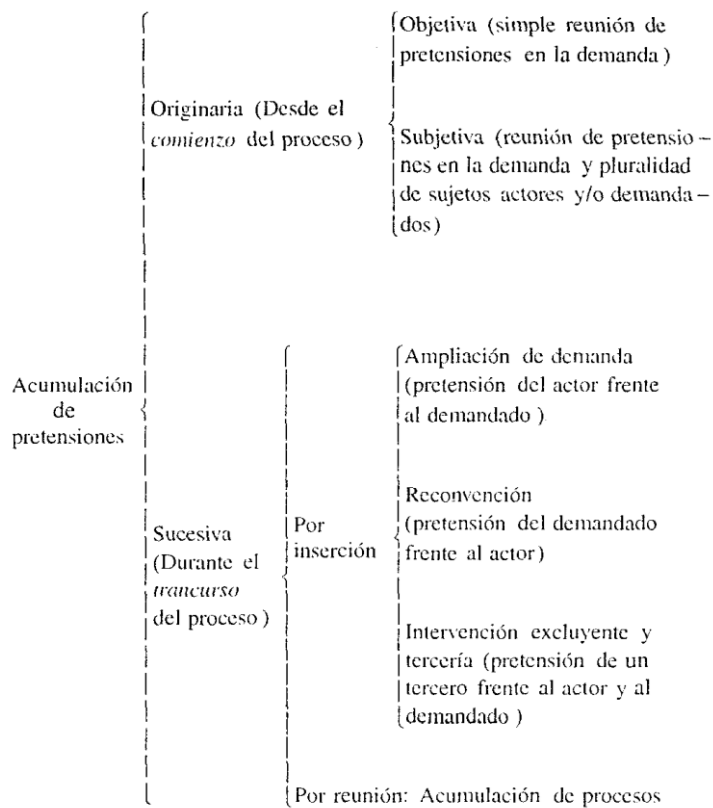 Acumulación
de
pretensiones
Originaria (Desde el
comienzo del proceso)
Objetiva (simple reunión de
pretensiones en la demanda)
Subjetiva (reunión de pretensio–
nes en la demanda y pluralidad
de sujetos actores y/o demanda–
dos)
Sucesiva
(Durante el
trancurso
del proceso)
Por
inserción
Ampliación de demanda
(pretensión del actor frente
al demandado).
Reconvención
(pretensión del demandado
frente al actor)
Intervención excluyente y
tercería (pretensión de un
tercero frente al actor y al
demandado)
Por reunión: Acumulación de procesos